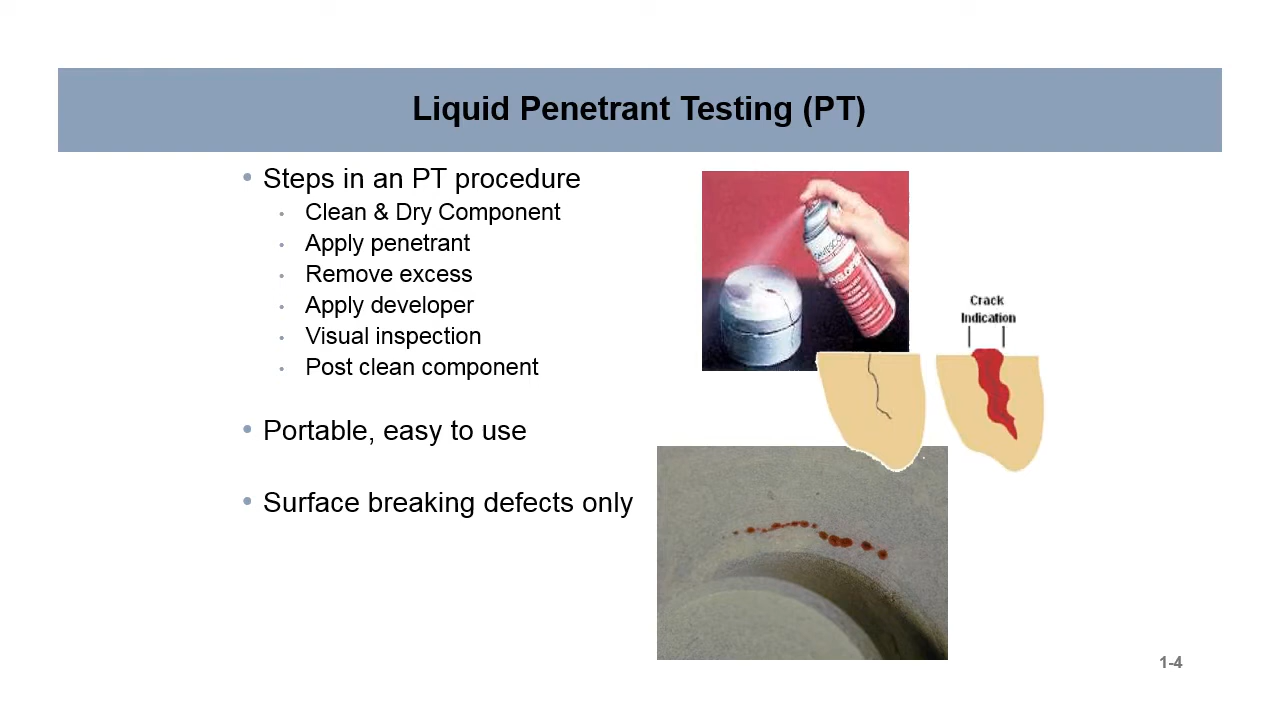 Liquid Penetrant Testing (PT)
• Steps in an PT procedure
• Clean & Dry Component
• Apply penetrant
• Remove excess
• Apply developer
• Visual inspection
• Post clean component
• Portable, easy to use
• Surface breaking defects only
Crack
Indication
1-4